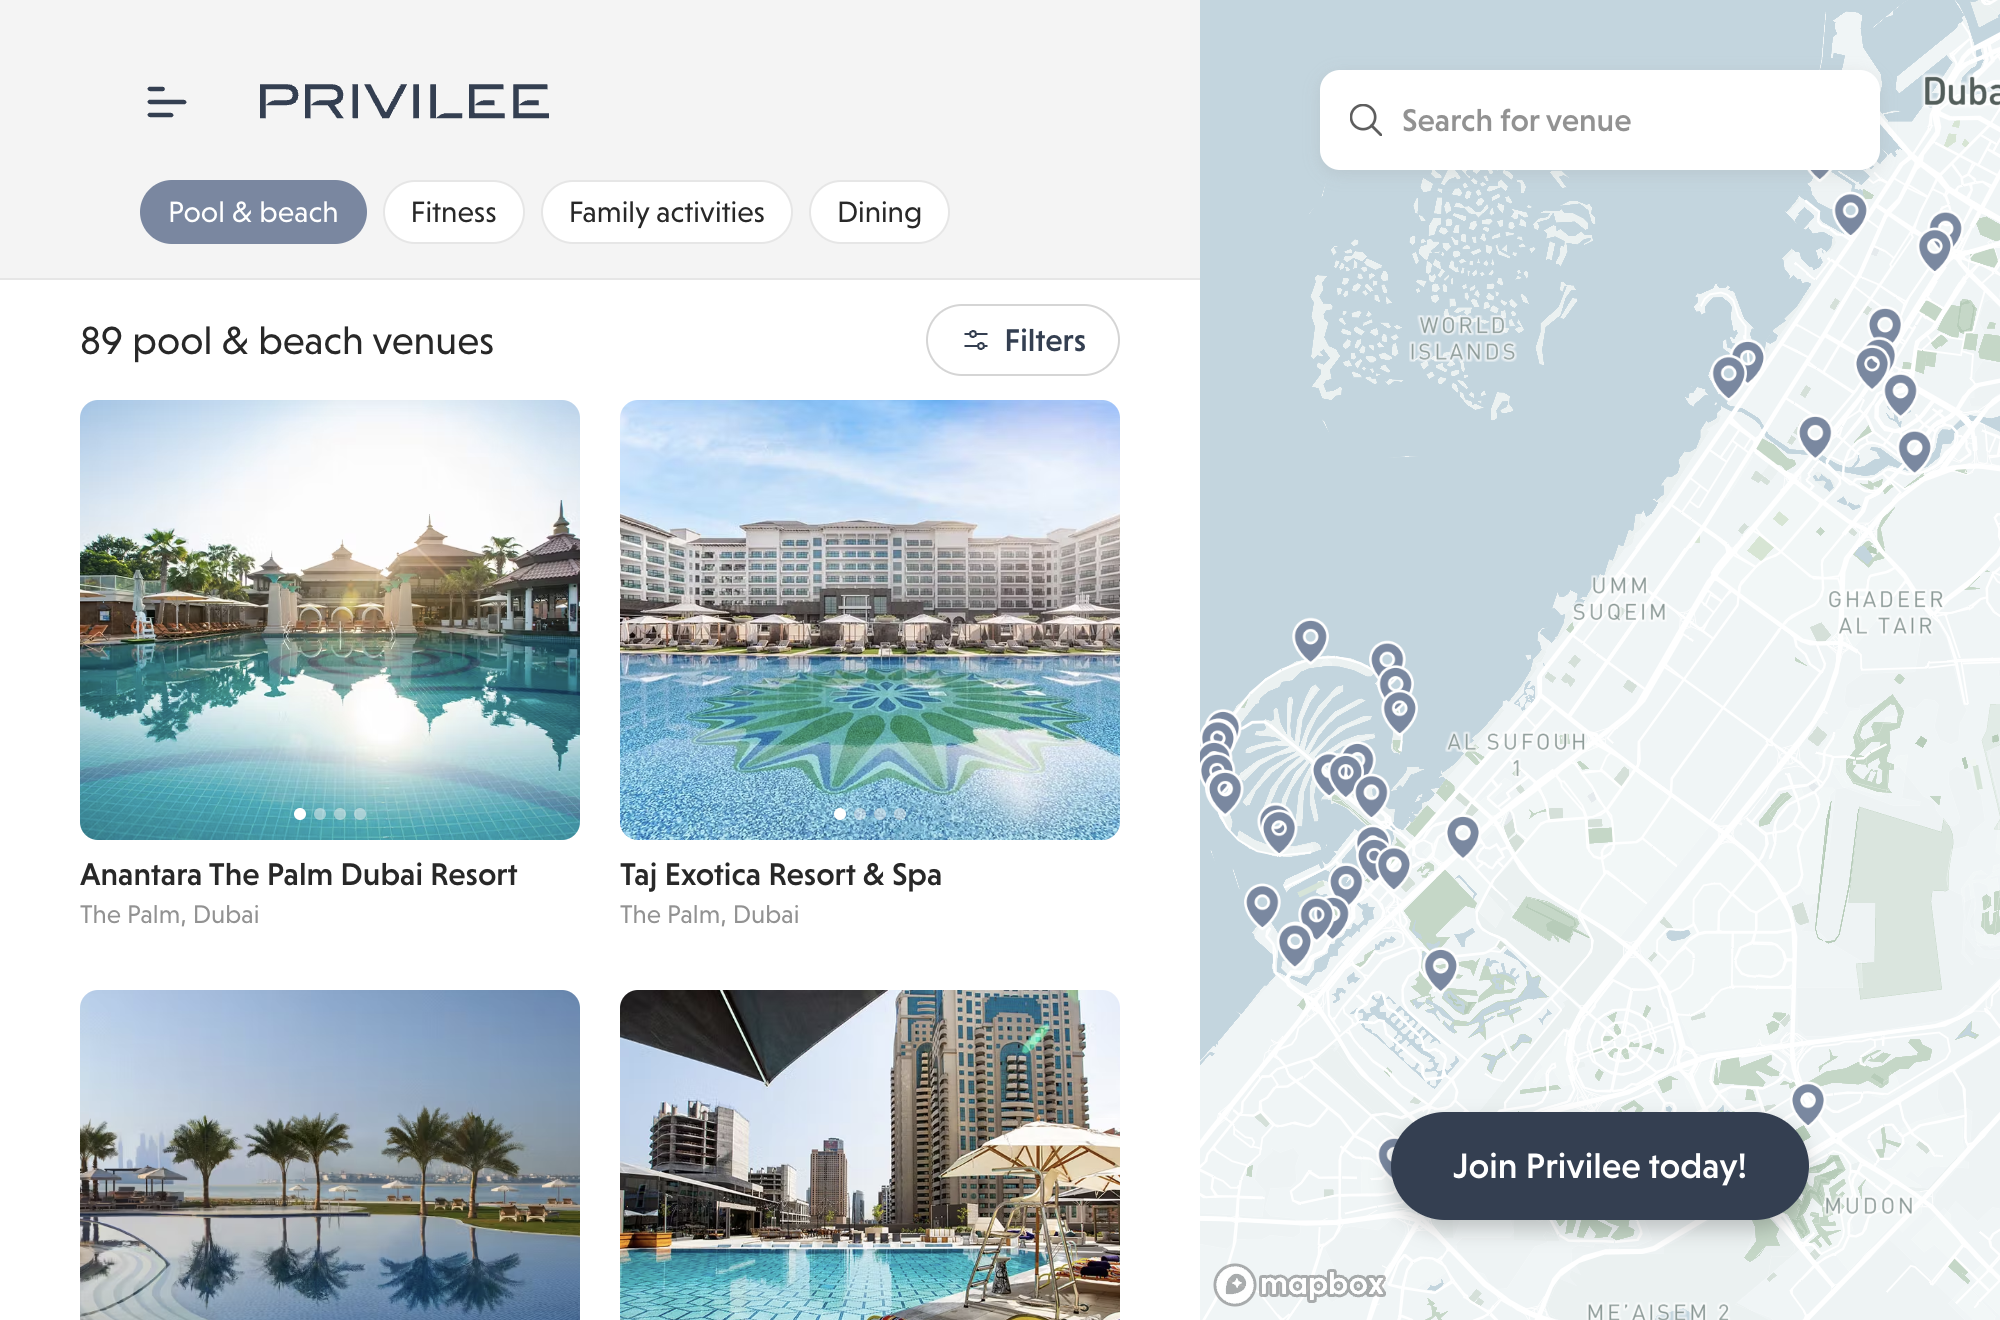 PRIVILEE
Pool & beach
Fitness
Family activities
Dining
89 pool & beach venues
Filters
Anantara The Palm Dubai Resort
The Palm, Dubai
Taj Exotica Resort & Spa
The Palm, Dubai
Search for venue
Duba
WORLD
ISLANDS
UMM
SUQEIM
GHADEER
AL TAIR
AL SUFOUH
1
Join Privilee today!
MUDON
mapbox
ME'AISEM 2